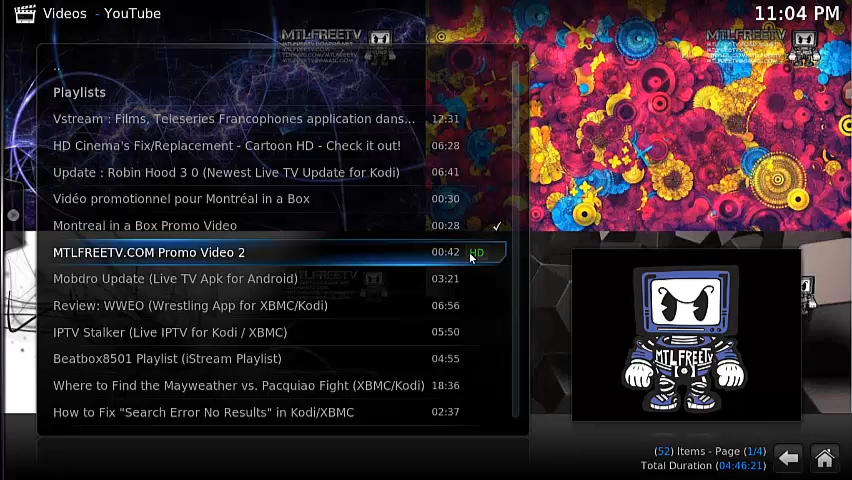 Videos - YouTube
11:04 PM
MTLFREETV
MTLFREETV
Playlists
Vstream : Films, Teleseries Francophones application dans... 12:31
HD Cinema's Fix/Replacement - Cartoon HD - Check it out! 06:28
Update : Robin Hood 3 0 (Newest Live TV Update for Kodi) 06:41
Vidéo promotionnel pour Montréal in a Box 00:30
Montreal in a Box Promo Video 00:28
MTLFREETV.COM Promo Video 2 00:42 HD
Mobdro Update (Live TV Apk for Android) 03:21
Review: WWEO (Wrestling App for XBMC/Kodi) 06:56
IPTV Stalker (Live IPTV for Kodi / XBMC) 05:50
Beatbox8501 Playlist (iStream Playlist) 04:55
Where to Find the Mayweather vs. Pacquiao Fight (XBMC/Kodi) 18:36
How to Fix "Search Error No Results" in Kodi/XBMC 02:37
MTLFREETV
(52) Items - Page (1/4)
Total Duration (04:46:21)